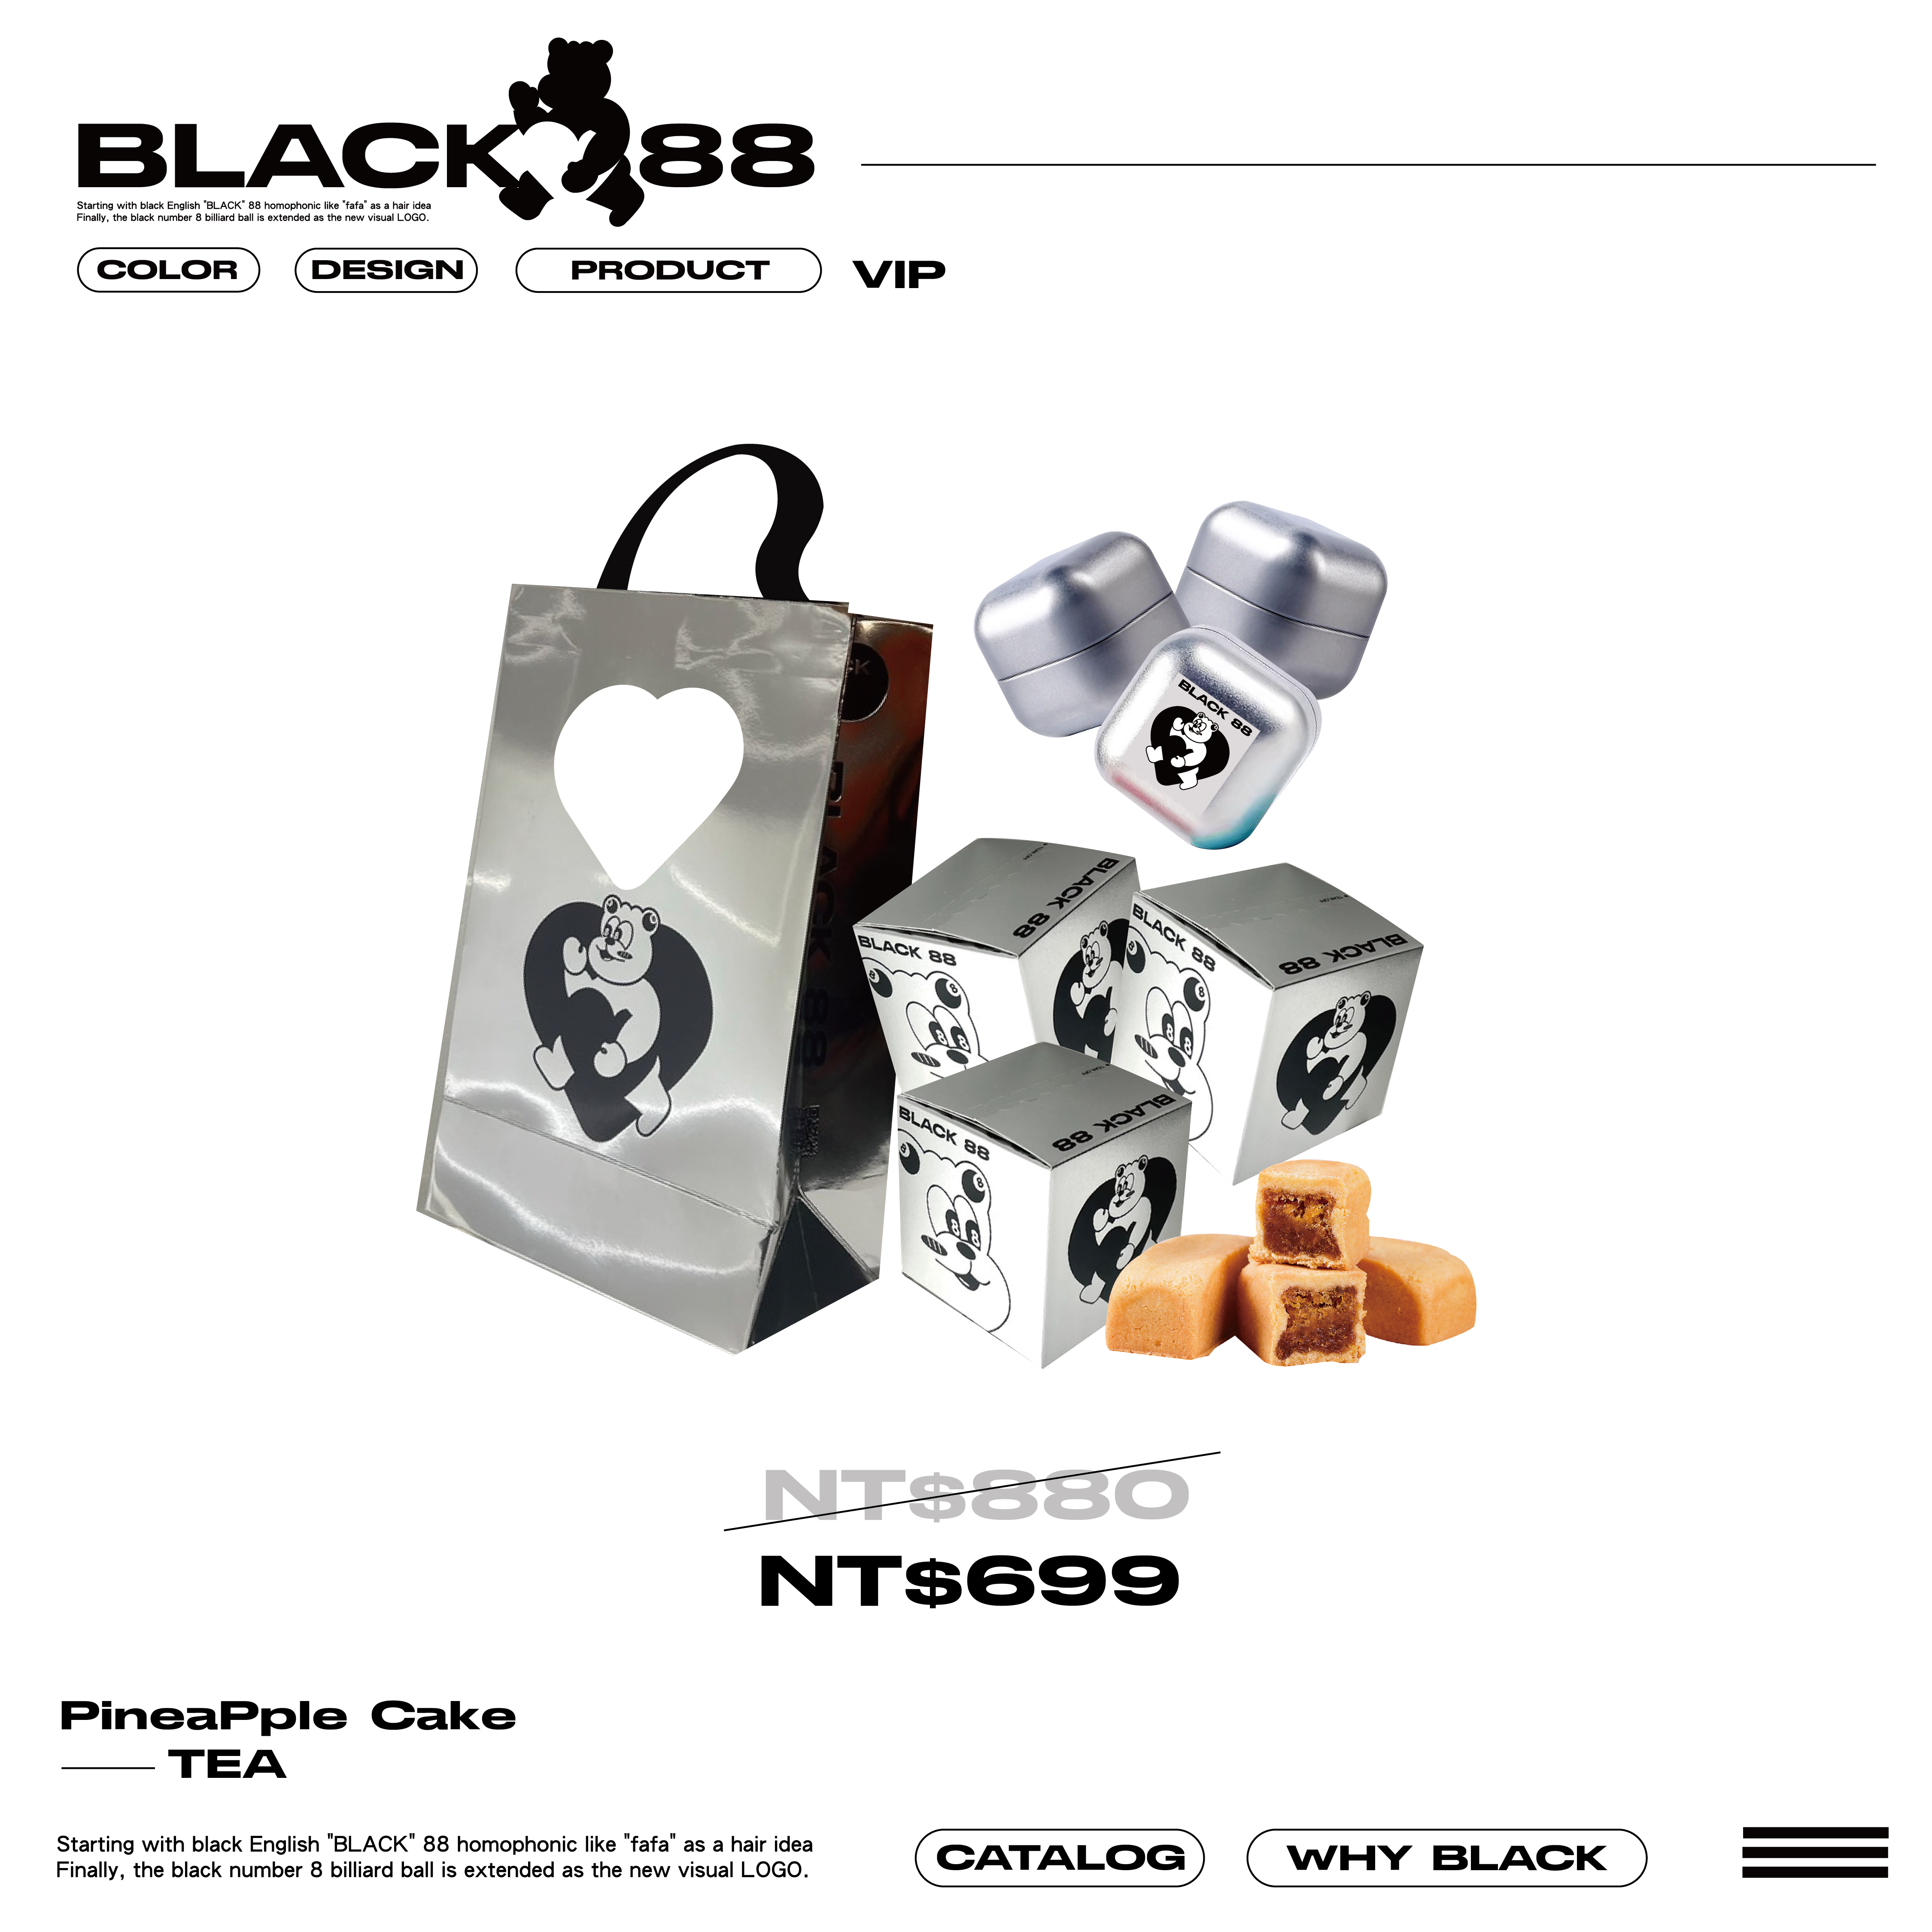 BLACK 88
Starting with black English "BLACK" 88 homophonic like "fafa" as a hair idea
Finally, the black number 8 billiard ball is extended as the new visual LOGO.
COLOR
DESIGN
PRODUCT
VIP
BLACK 88
BLACK 88
BLACK 88
BLACK 88
BLACK 88
BLACK 88
BLACK 88
BLACK 88
NT$880
NT$699
PineaPple Cake
TEA
Starting with black English "BLACK" 88 homophonic like "fafa" as a hair idea
Finally, the black number 8 billiard ball is extended as the new visual LOGO.
CATALOG
WHY BLACK